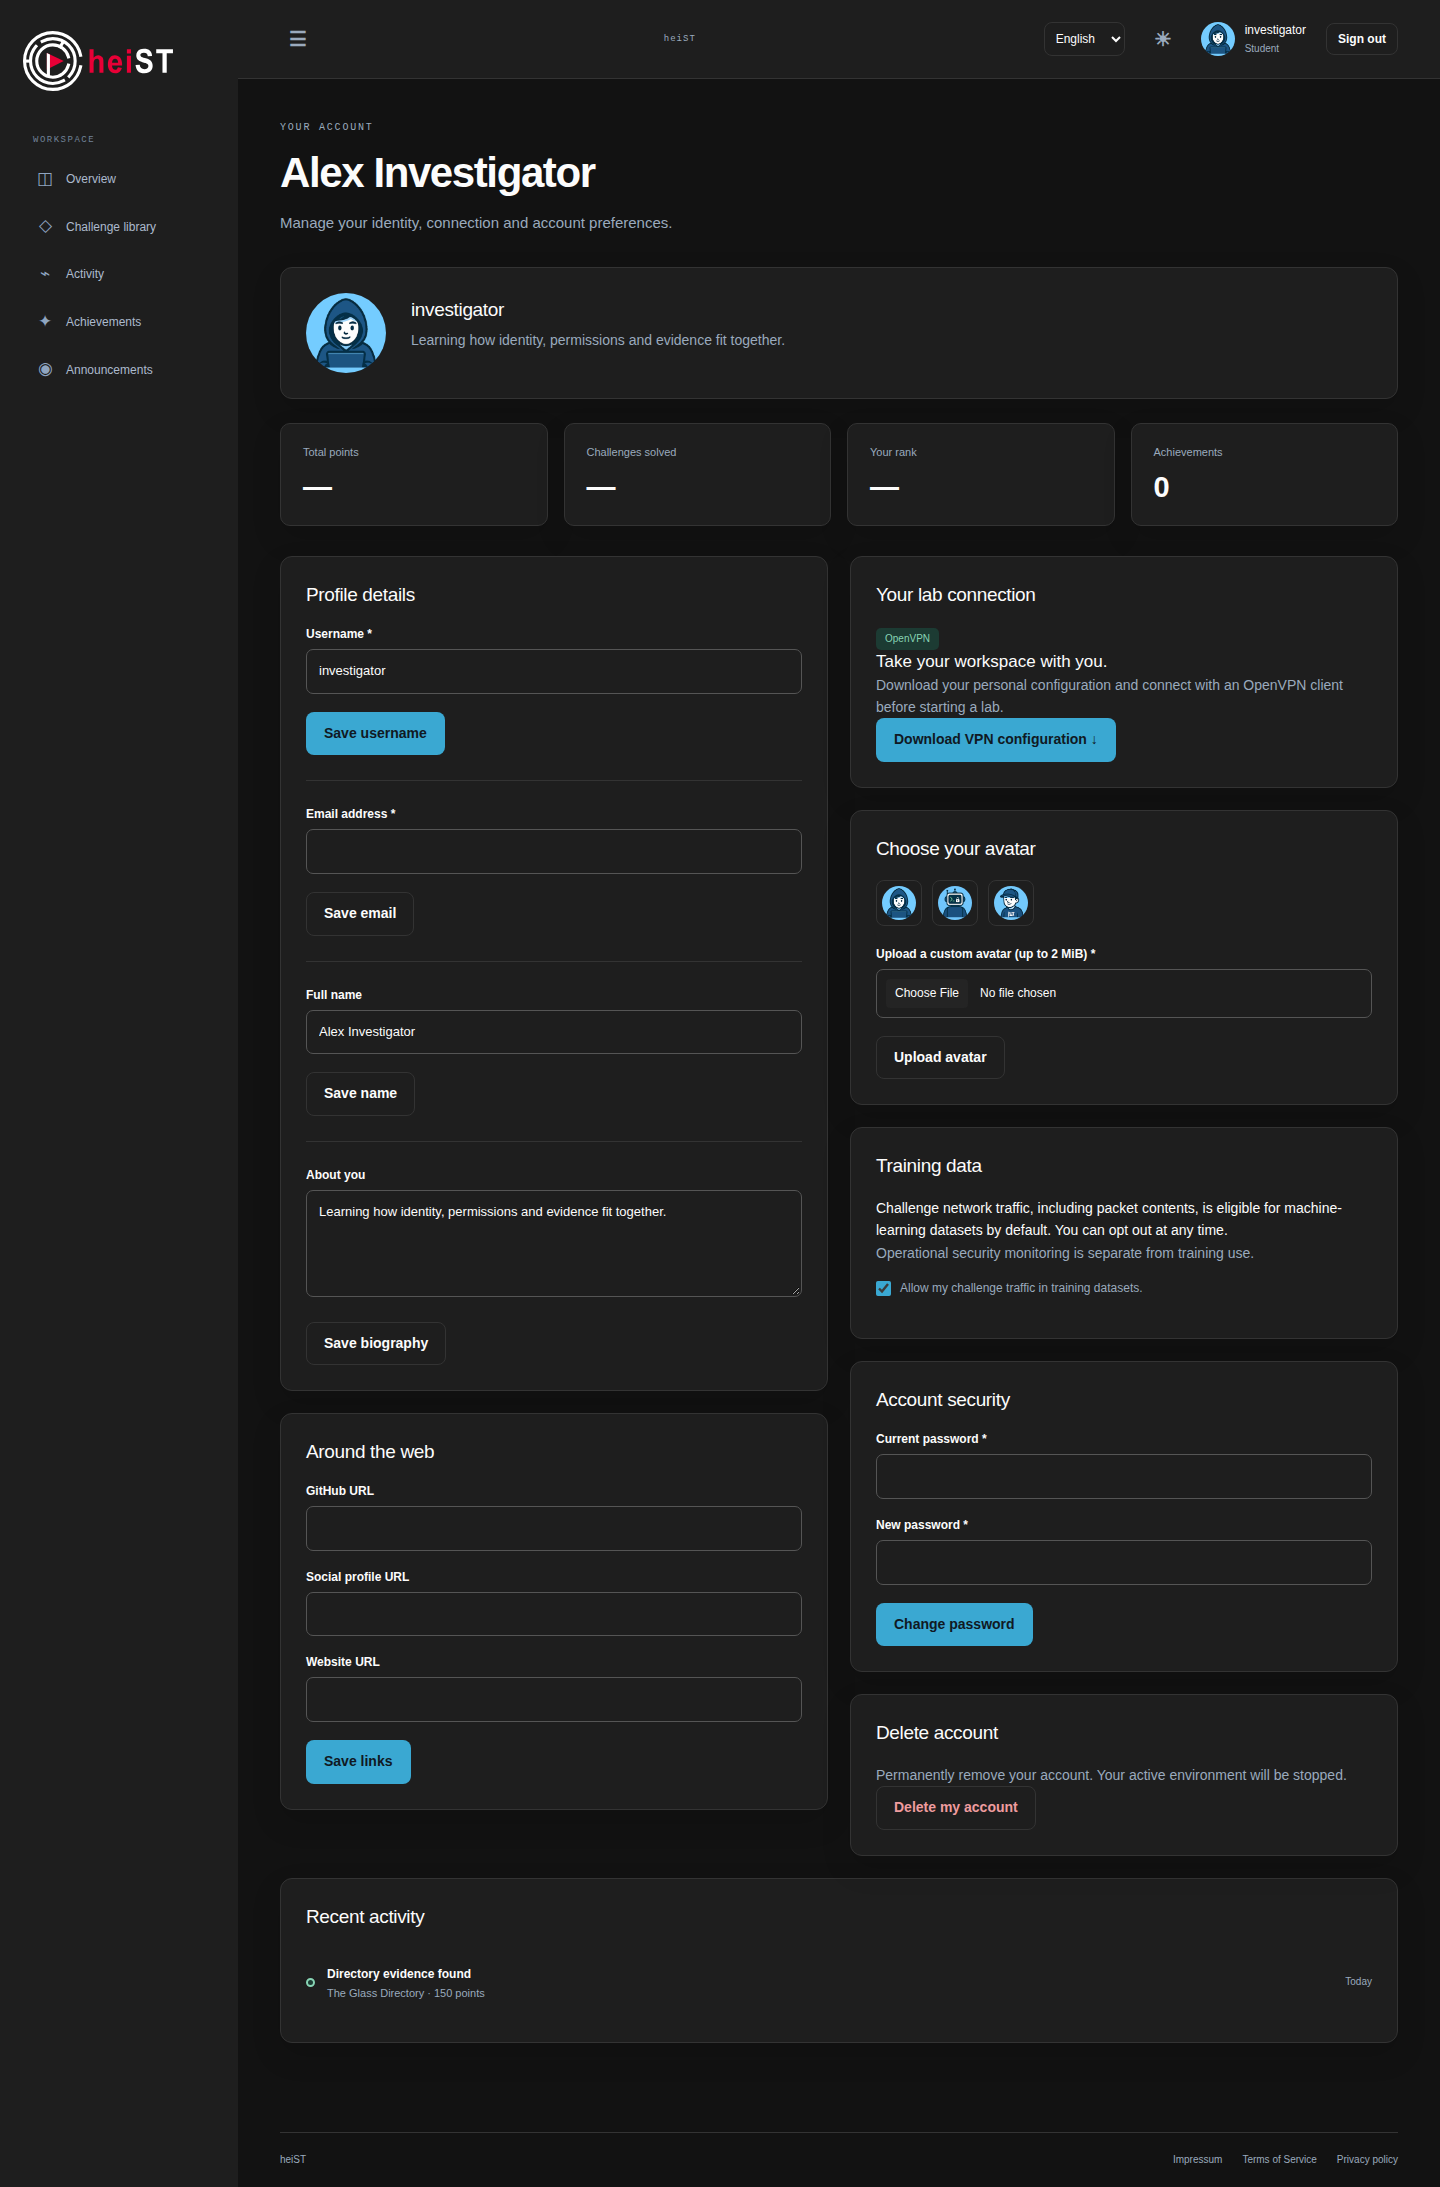 heiST
WORKSPACE
Overview
Challenge library
Activity
Achievements
Announcements
heiST
English
investigator
Student
Sign out
YOUR ACCOUNT
Alex Investigator
Manage your identity, connection and account preferences.
investigator
Learning how identity, permissions and evidence fit together.
Total points
—
Challenges solved
—
Your rank
—
Achievements
0
Profile details
Username *
investigator
Save username
Email address *
Save email
Full name
Alex Investigator
Save name
About you
Learning how identity, permissions and evidence fit together.
Save biography
Around the web
GitHub URL
Social profile URL
Website URL
Save links
Your lab connection
OpenVPN
Take your workspace with you.
Download your personal configuration and connect with an OpenVPN client
before starting a lab.
Download VPN configuration ↓
Choose your avatar
Upload a custom avatar (up to 2 MiB) *
Choose File No file chosen
Upload avatar
Training data
Challenge network traffic, including packet contents, is eligible for machine-
learning datasets by default. You can opt out at any time.
Operational security monitoring is separate from training use.
Allow my challenge traffic in training datasets.
Account security
Current password *
New password *
Change password
Delete account
Permanently remove your account. Your active environment will be stopped.
Delete my account
Recent activity
Directory evidence found
The Glass Directory · 150 points
Today
heiST
Impressum
Terms of Service
Privacy policy